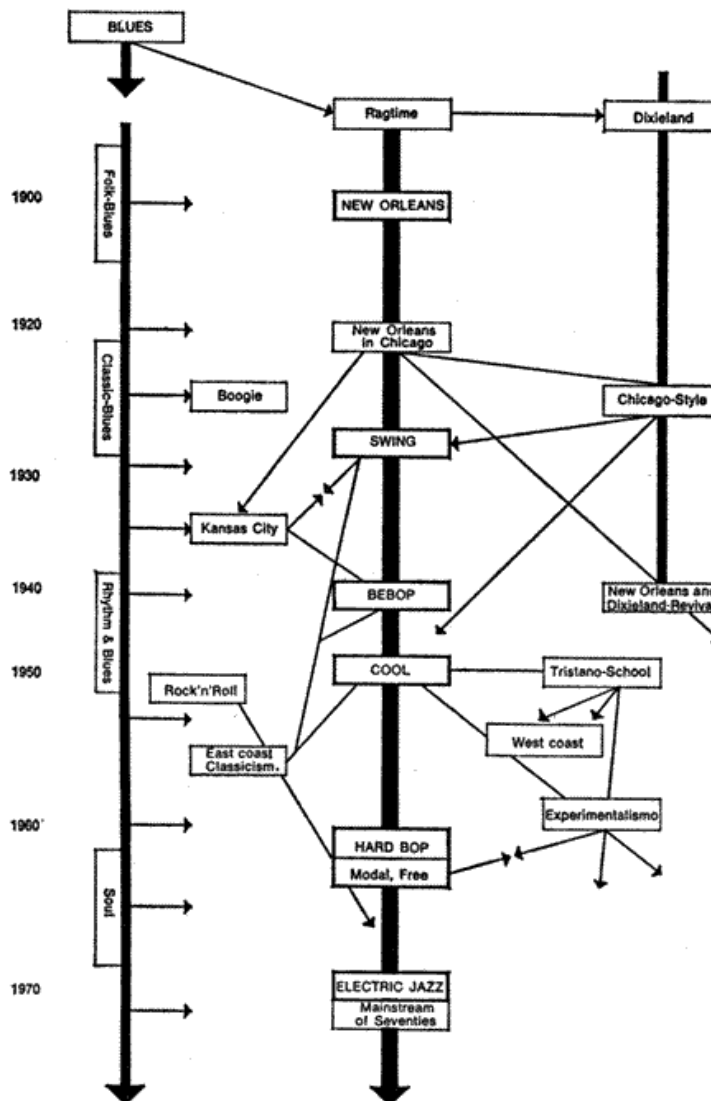 BLUES
Ragtime
Dixieland
1900
Folk-Blues
NEW ORLEANS
1920
New Orleans
in Chicago
Classic-Blues
Boogie
Chicago-Style
SWING
1930
Kansas City
1940
Rhythm & Blues
BEBOP
New Orleans and
Dixieland-Reviva
1950
COOL
Tristano-School
Rock'n'Roll
West coast
East coast
Classicism.
Experimentalismo
1960
HARD BOP
Modal, Free
Soul
1970
ELECTRIC JAZZ
Mainstream
of Seventies